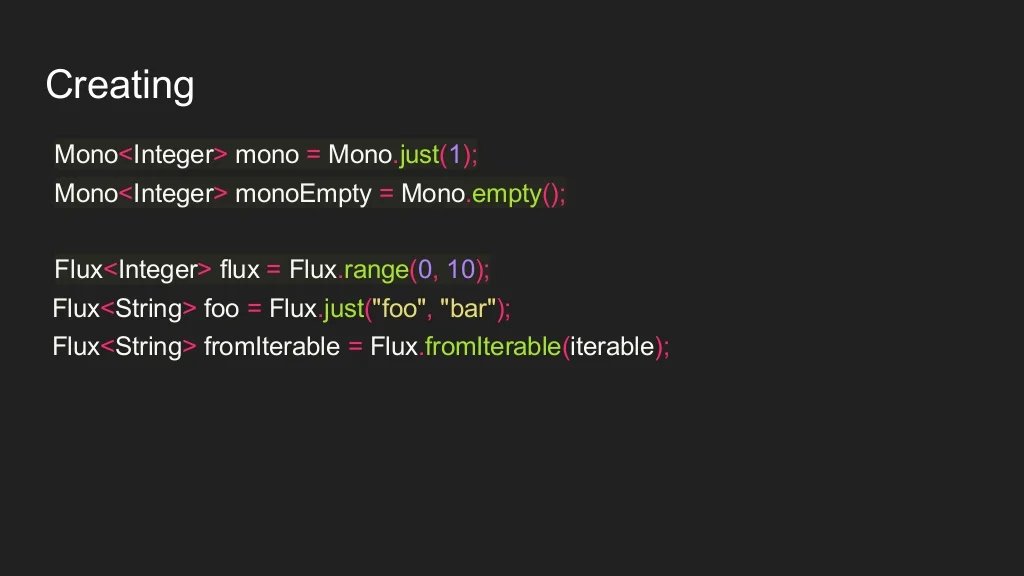 Creating
Mono<Integer> mono = Mono.just(1);
Mono<Integer> monoEmpty = Mono.empty();
Flux<Integer> flux = Flux.range(0, 10);
Flux<String> foo = Flux.just("foo", "bar");
Flux<String> fromIterable = Flux.fromIterable(iterable);